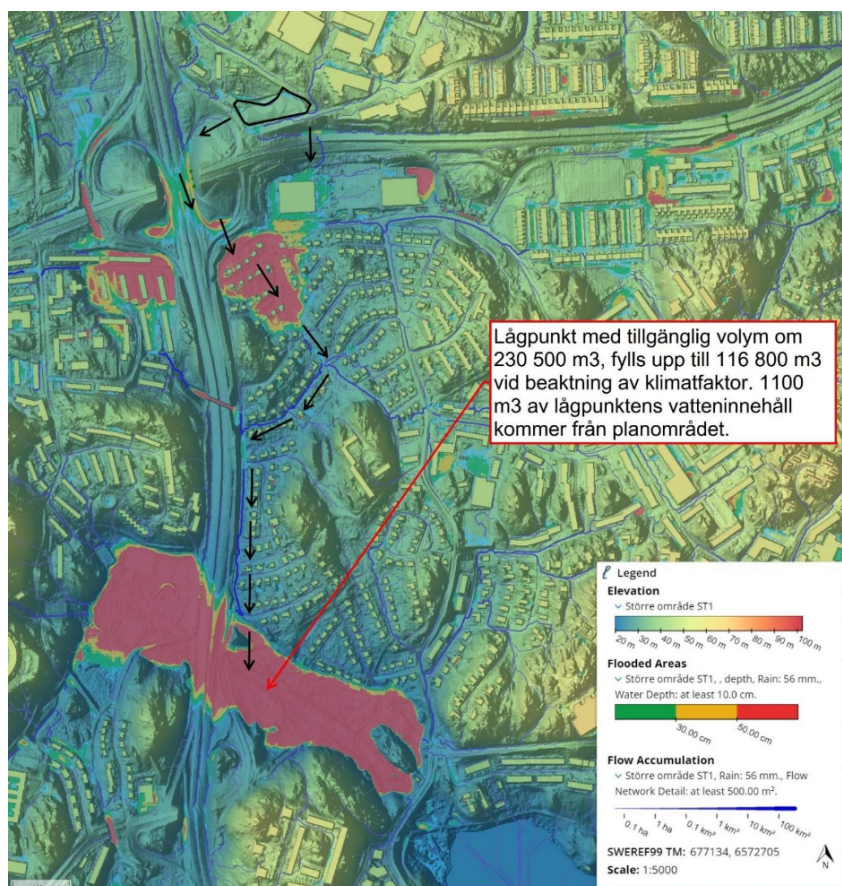 Lågpunkt med tillgänglig volym om
230 500 m3, fylls upp till 116 800 m3
vid beaktning av klimatfaktor. 1100
m3 av lågpunktens vatteninnehåll
kommer från planområdet.
Legend
Elevation
Större område ST1
20 m 30 m 40 m 50 m 60 m 70 m 80 m 90 m 100 m
Flooded Areas
Större område ST1, , depth, Rain: 56 mm.,
Water Depth: at least 10.0 cm.
30.00 cm 50.00 cm
Flow Accumulation
Större område ST1, Rain: 56 mm., Flow
Network Detail: at least 500.00 m².
0.1 ha 1 ha 0.1 km² 1 km² 10 km² 100 km²
SWEREF99 TM: 677134, 6572705
Scale: 1:5000
N